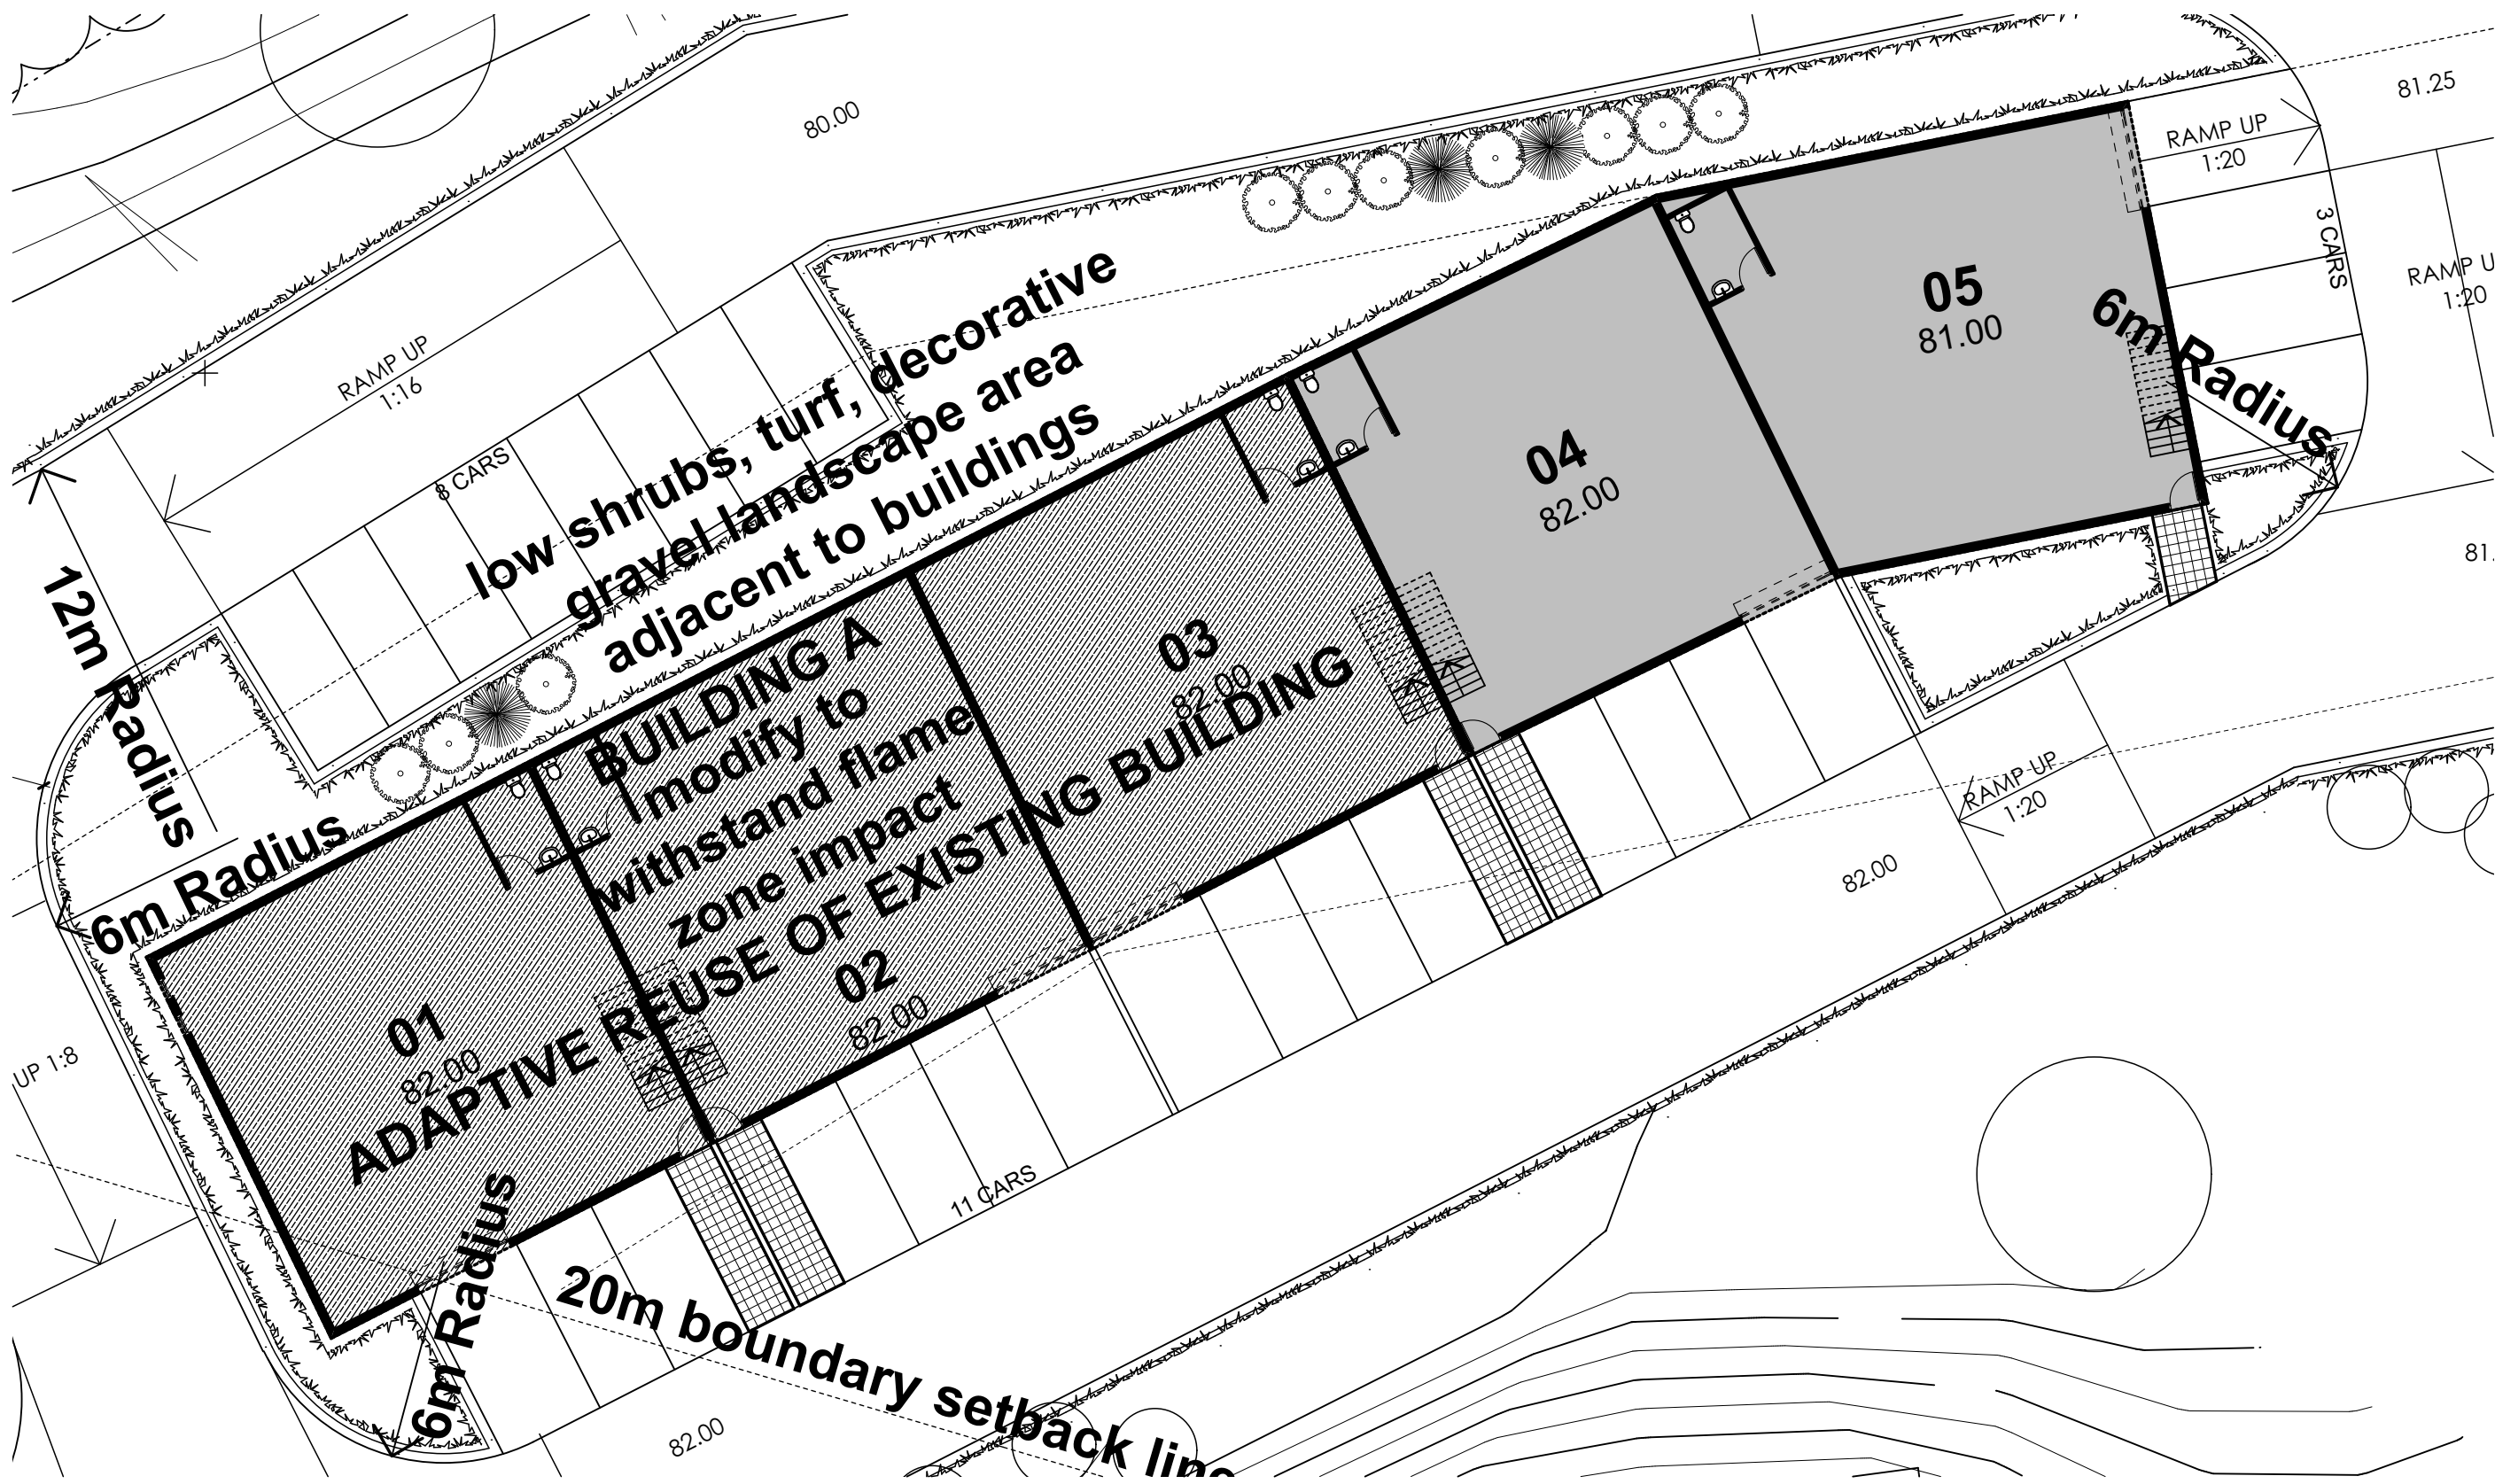 81.25
80.00
RAMP UP
1:20
3 CARS
RAMP U
1:20
05
81.00
6m Radius
RAMP UP
1:16
8 CARS
low shrubs, turf, decorative
gravel landscape area
adjacent to buildings
04
82.00
81.
12m Radius
03
82.00
BUILDING A
modify to
withstand flame
zone impact
ADAPTIVE REUSE OF EXISTING BUILDING
RAMP UP
1:20
82.00
6m Radius
02
82.00
01
82.00
UP 1:8
11 CARS
6m Radius
20m boundary setback line
82.00